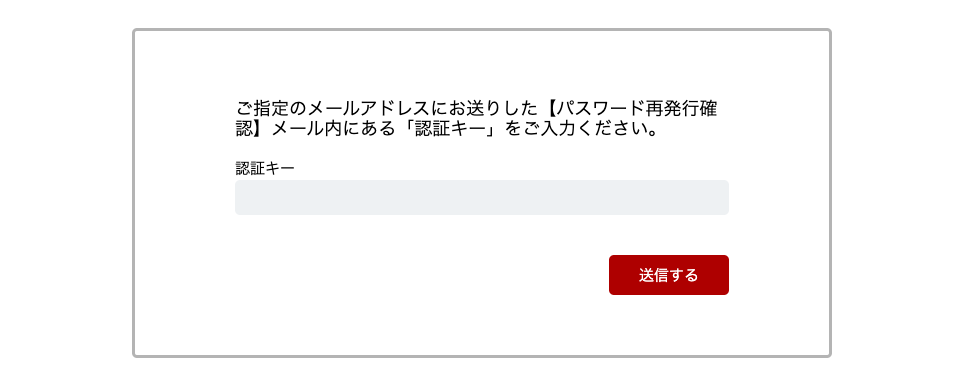 ご指定のメールアドレスにお送りした【パスワード再発行確
認】メール内にある「認証キー」をご入力ください。
認証キー
送信する